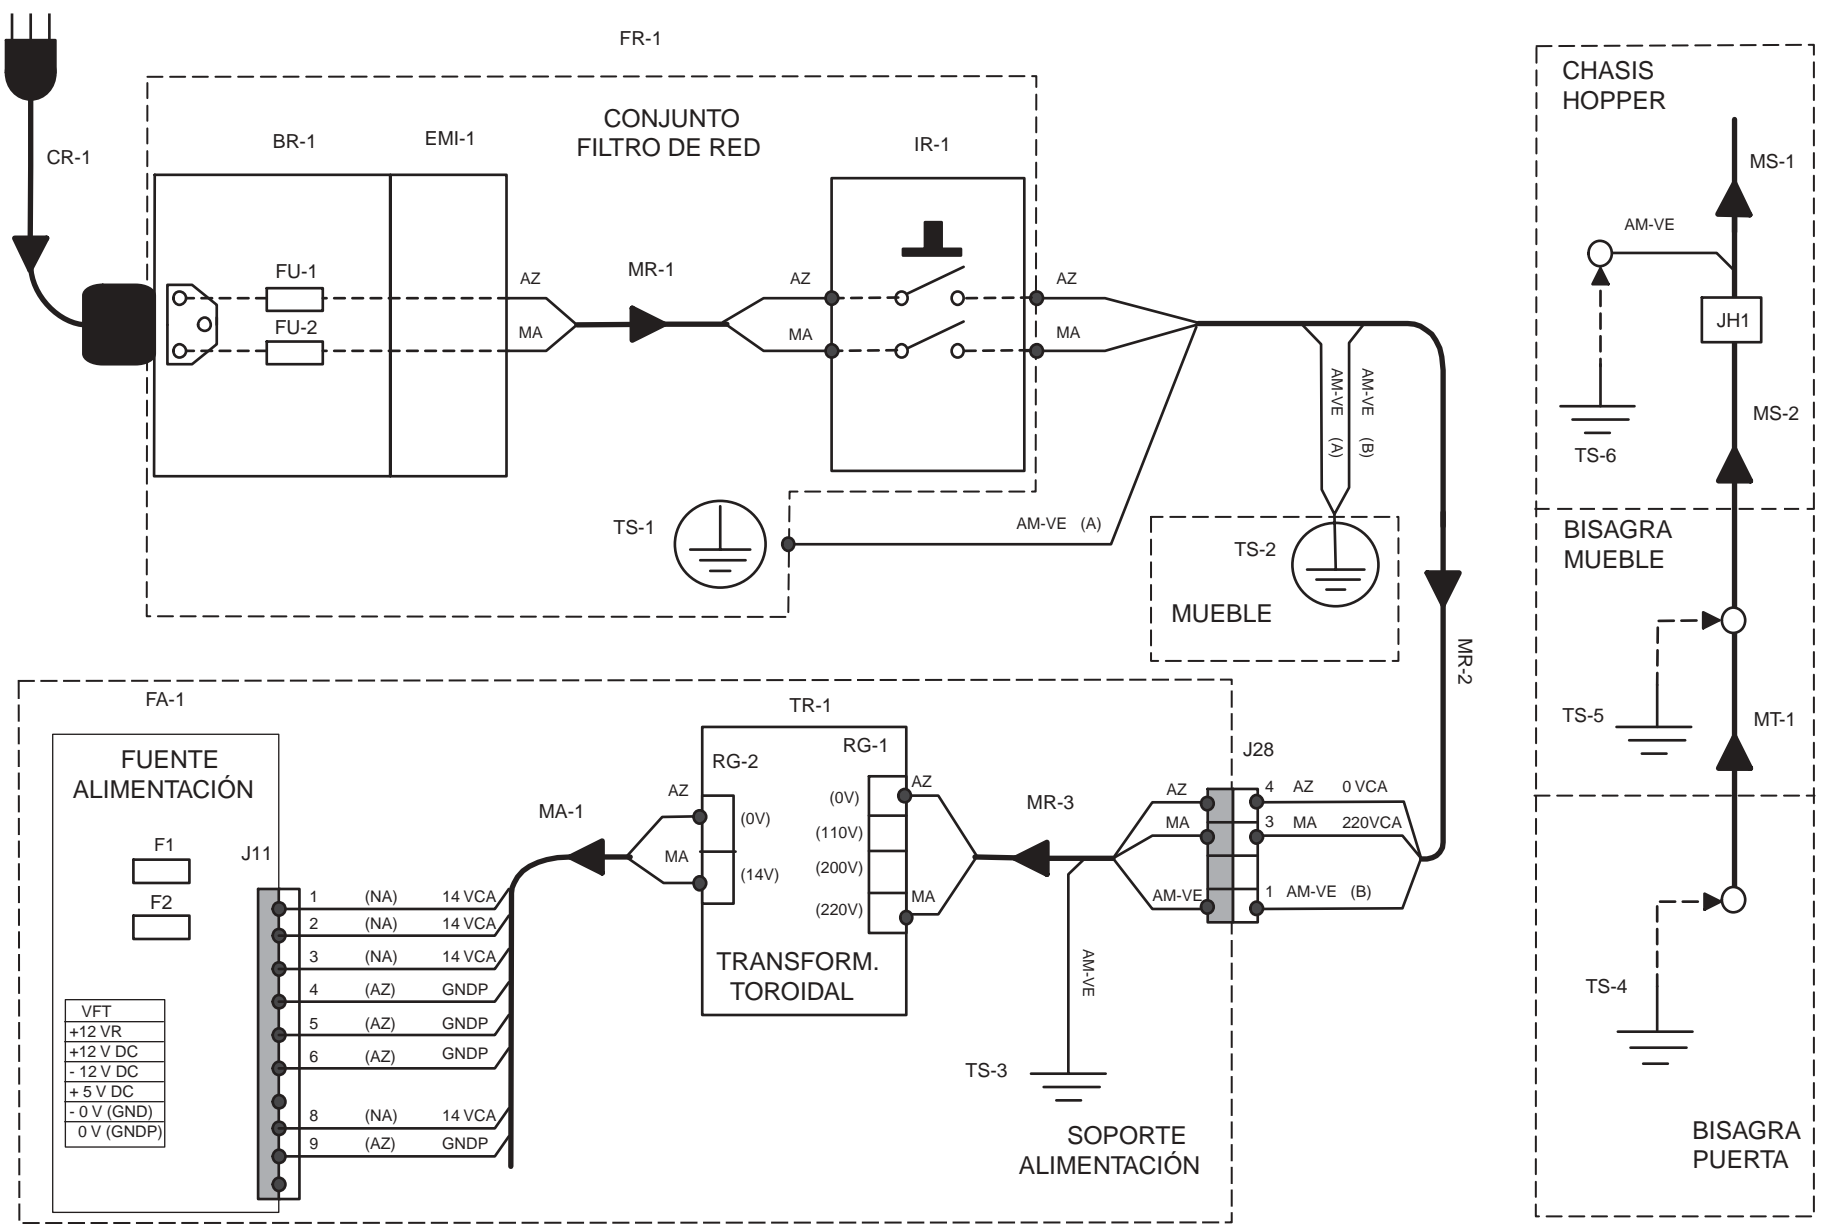 FR-1
CR-1
BR-1
EMI-1
CONJUNTO
FILTRO DE RED
IR-1
FU-1
FU-2
AZ
MA
MR-1
AZ
MA
AZ
MA
AM-VE (A)
AM-VE (B)
TS-1
AM-VE (A)
TS-2
MUEBLE
MR-2
CHASIS
HOPPER
MS-1
AM-VE
JH1
MS-2
TS-6
BISAGRA
MUEBLE
TS-5
MT-1
TS-4
BISAGRA
PUERTA
FA-1
FUENTE
ALIMENTACIÓN
F1
F2
J11
VFT
+12 VR
+12 V DC
- 12 V DC
+ 5 V DC
- 0 V (GND)
0 V (GNDP)
1 (NA) 14 VCA
2 (NA) 14 VCA
3 (NA) 14 VCA
4 (AZ) GNDP
5 (AZ) GNDP
6 (AZ) GNDP
8 (NA) 14 VCA
9 (AZ) GNDP
MA-1
AZ
MA
TR-1
RG-2
(0V)
(14V)
RG-1
(0V)
(110V)
(200V)
(220V)
AZ
MA
TRANSFORM.
TOROIDAL
MR-3
AZ
MA
AM-VE
AM-VE
TS-3
J28
4 AZ 0 VCA
3 MA 220VCA
1 AM-VE (B)
SOPORTE
ALIMENTACIÓN